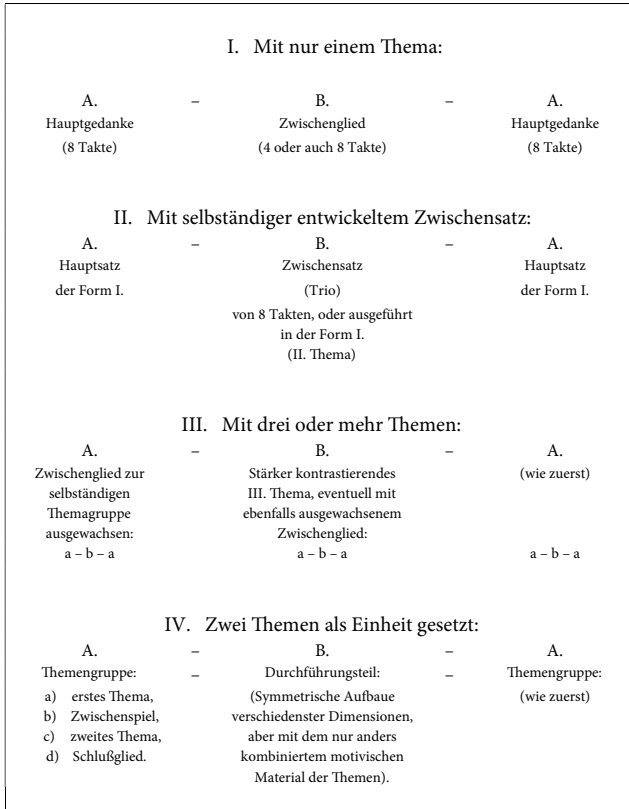 I. Mit nur einem Thema:
A. – B. – A.
Hauptgedanke Zwischenglied Hauptgedanke
(8 Takte) (4 oder auch 8 Takte) (8 Takte)
II. Mit selbständiger entwickeltem Zwischensatz:
A. – B. – A.
Hauptsatz Zwischensatz Hauptsatz
der Form I. (Trio) der Form I.
von 8 Takten, oder ausgeführt
in der Form I.
(II. Thema)
III. Mit drei oder mehr Themen:
A. – B. – A.
Zwischenglied zur Stärker kontrastierendes (wie zuerst)
selbständigen III. Thema, eventuell mit
Themagruppe ebenfalls ausgewachsenem
ausgewachsen: Zwischenglied:
a – b – a a – b – a a – b – a
IV. Zwei Themen als Einheit gesetzt:
A. – B. – A.
Themengruppe: – Durchführungsteil: – Themengruppe:
a) erstes Thema, (Symmetrische Aufbaue (wie zuerst)
b) Zwischenspiel, verschiedenster Dimensionen,
c) zweites Thema, aber mit dem nur anders
d) Schlußglied. kombiniertem motivischen
Material der Themen).